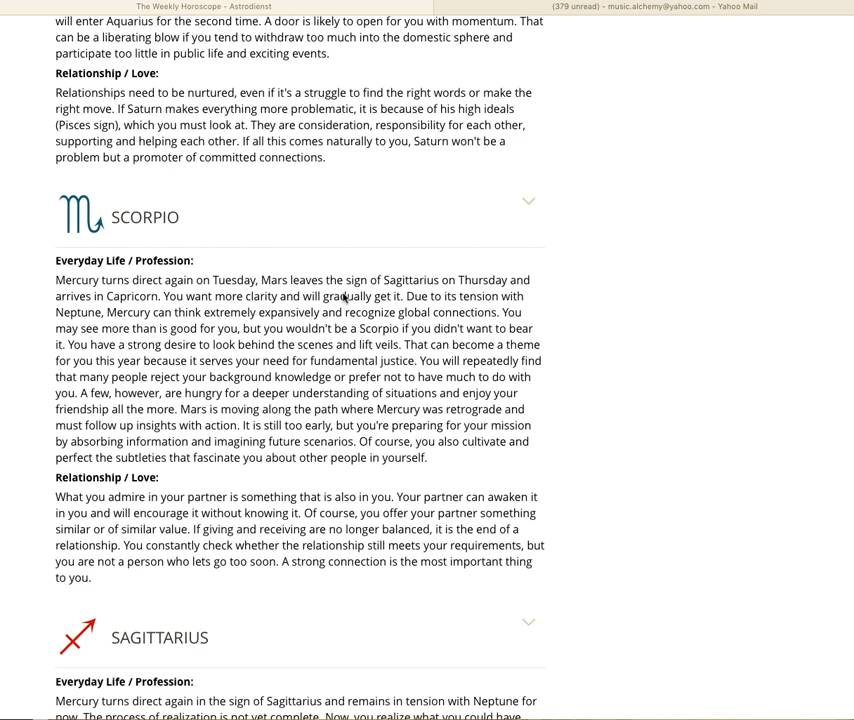 The Weekly Horoscope – Astrodienst
(379 unread) – music.alchemy@yahoo.com – Yahoo Mail
will enter Aquarius for the second time. A door is likely to open for you with momentum. That
can be a liberating blow if you tend to withdraw too much into the domestic sphere and
participate too little in public life and exciting events.
Relationship / Love:
Relationships need to be nurtured, even if it's a struggle to find the right words or make the
right move. If Saturn makes everything more problematic, it is because of his high ideals
(Pisces sign), which you must look at. They are consideration, responsibility for each other,
supporting and helping each other. If all this comes naturally to you, Saturn won't be a
problem but a promoter of committed connections.
SCORPIO
Everyday Life / Profession:
Mercury turns direct again on Tuesday, Mars leaves the sign of Sagittarius on Thursday and
arrives in Capricorn. You want more clarity and will gradually get it. Due to its tension with
Neptune, Mercury can think extremely expansively and recognize global connections. You
may see more than is good for you, but you wouldn't be a Scorpio if you didn't want to bear
it. You have a strong desire to look behind the scenes and lift veils. That can become a theme
for you this year because it serves your need for fundamental justice. You will repeatedly find
that many people reject your background knowledge or prefer not to have much to do with
you. A few, however, are hungry for a deeper understanding of situations and enjoy your
friendship all the more. Mars is moving along the path where Mercury was retrograde and
must follow up insights with action. It is still too early, but you're preparing for your mission
by absorbing information and imagining future scenarios. Of course, you also cultivate and
perfect the subtleties that fascinate you about other people in yourself.
Relationship / Love:
What you admire in your partner is something that is also in you. Your partner can awaken it
in you and will encourage it without knowing it. Of course, you offer your partner something
similar or of similar value. If giving and receiving are no longer balanced, it is the end of a
relationship. You constantly check whether the relationship still meets your requirements, but
you are not a person who lets go too soon. A strong connection is the most important thing
to you.
SAGITTARIUS
Everyday Life / Profession:
Mercury turns direct again in the sign of Sagittarius and remains in tension with Neptune for
now. The process of realization is not yet complete. Now, you realize what you could have